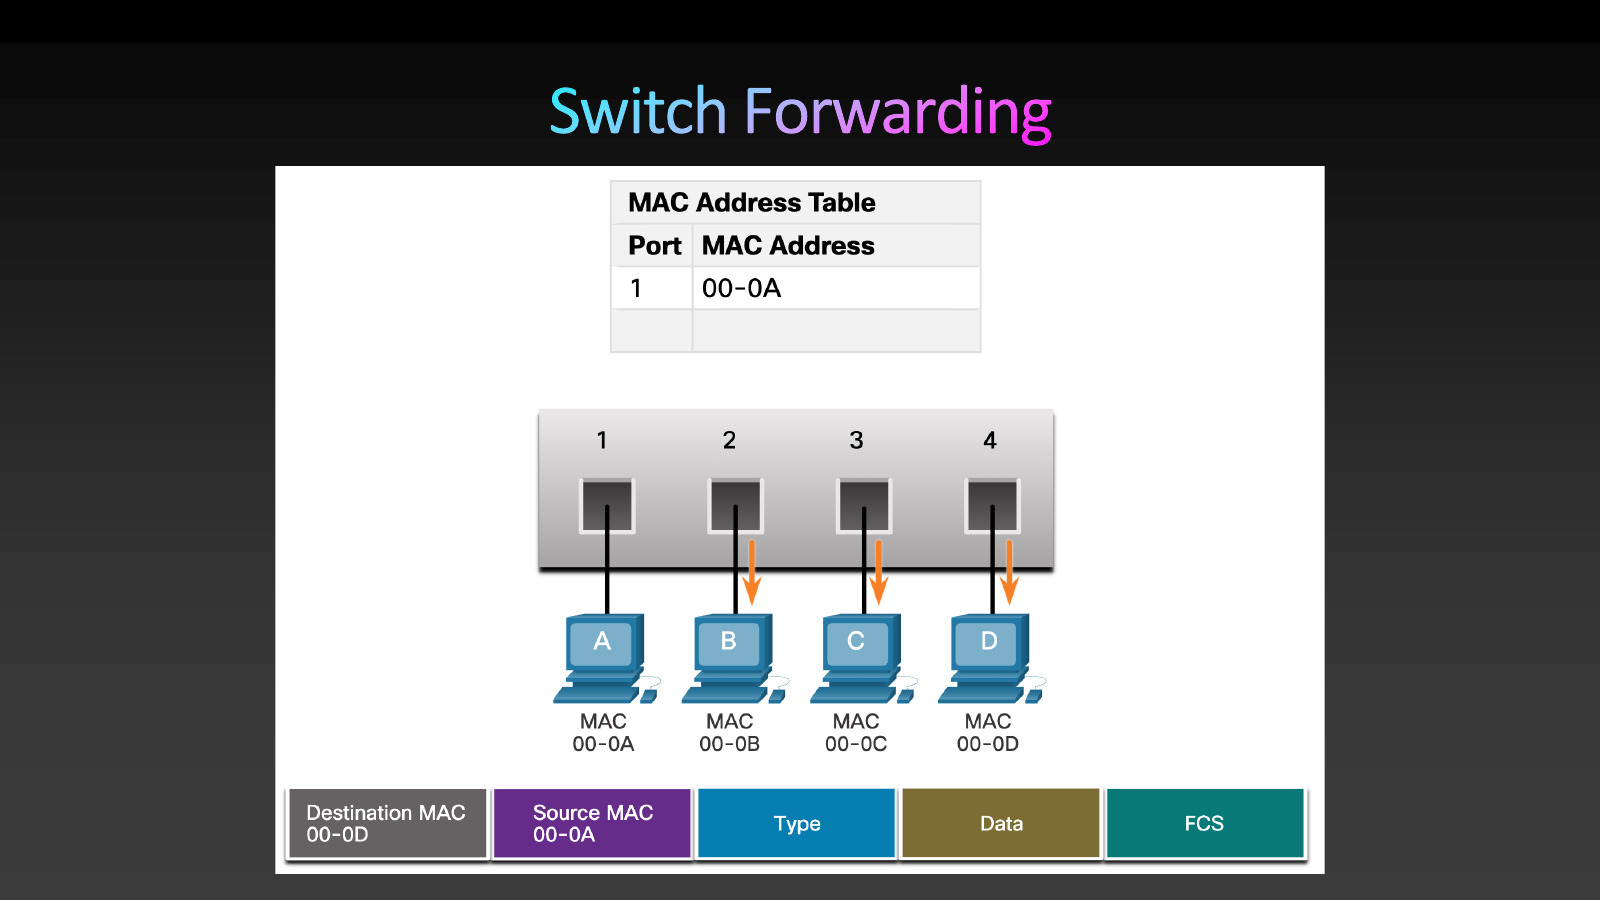 Switch Forwarding
MAC Address Table
Port MAC Address
1 00-0A
1 2 3 4
A B C D
MAC MAC MAC MAC
00-0A 00-0B 00-0C 00-0D
Destination MAC
00-0D
Source MAC
00-0A
Type
Data
FCS